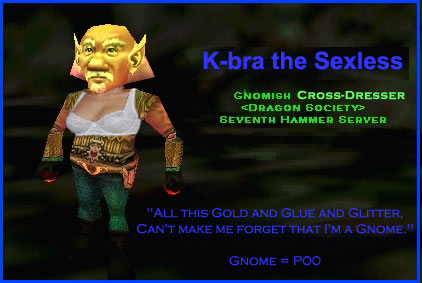 K-bra the Sexless
Gnomish Cross-Dresser
<Dragon Society>
Seventh Hammer Server
"All this Gold and Glue and Glitter,
Can't make me forget that I'm a Gnome."
Gnome = POO